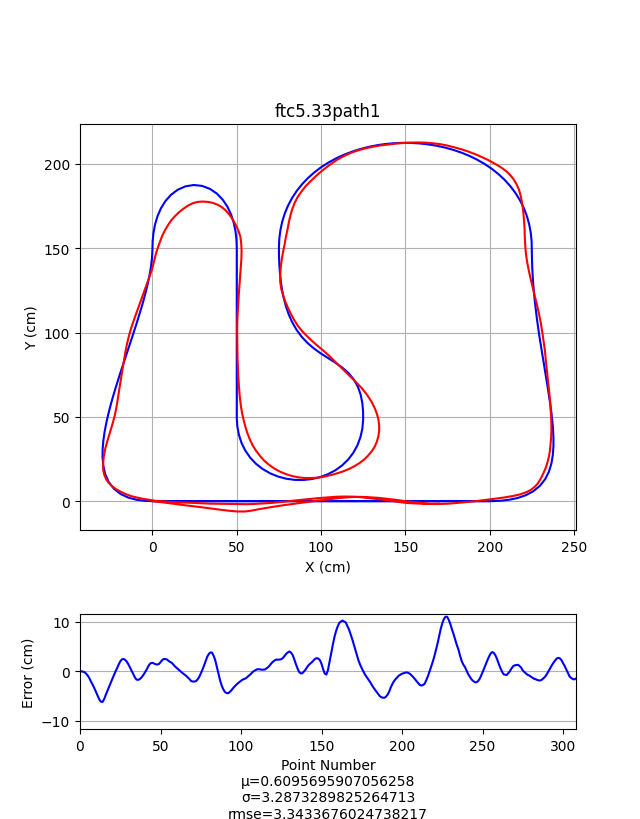 ftc5.33path1
Y (cm)
200
150
100
50
0
0 50 100 150 200 250
X (cm)
Error (cm)
10
0
−10
0 50 100 150 200 250 300
Point Number
μ=0.6095695907056258
σ=3.2873289825264713
rmse=3.3433676024738217